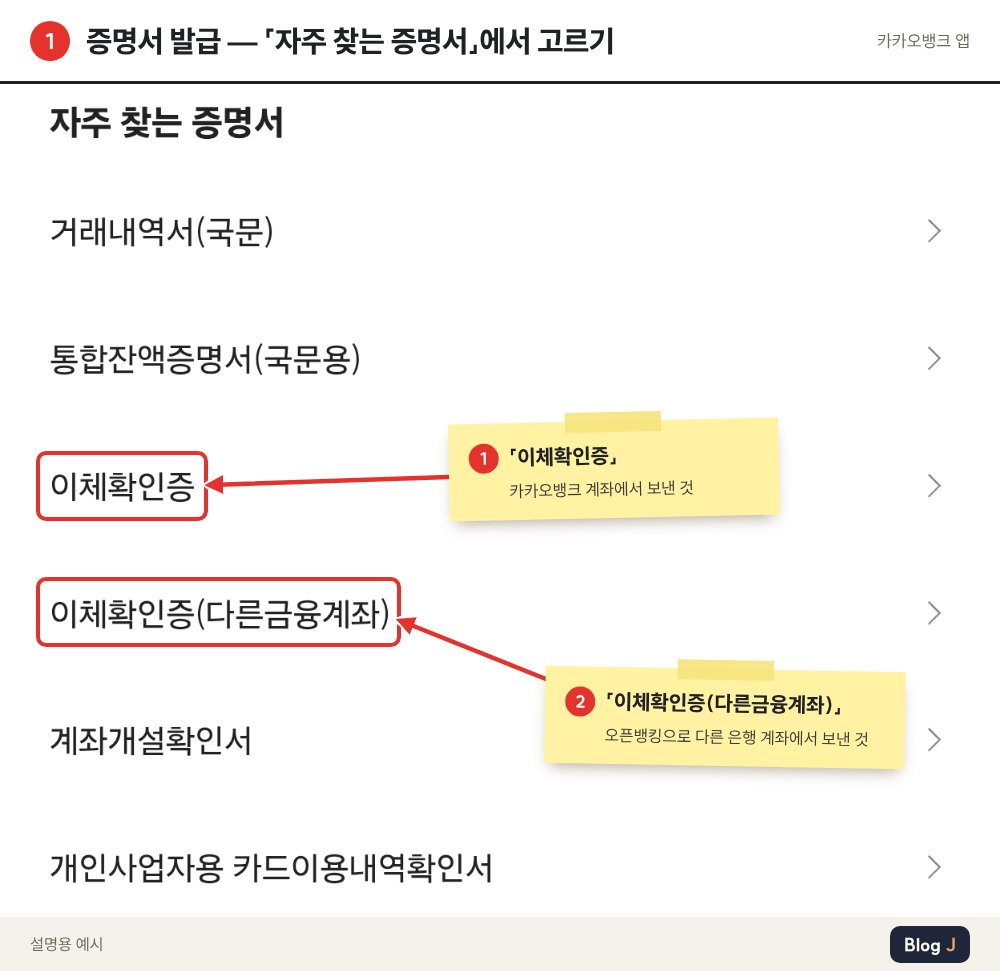 1 증명서 발급 — 「자주 찾는 증명서」에서 고르기
카카오뱅크 앱
자주 찾는 증명서
거래내역서(국문)
통합잔액증명서(국문용)
이체확인증
1 「이체확인증」
카카오뱅크 계좌에서 보낸 것
이체확인증(다른금융계좌)
2 「이체확인증(다른금융계좌)」
오픈뱅킹으로 다른 은행 계좌에서 보낸 것
계좌개설확인서
개인사업자용 카드이용내역확인서
설명용 예시
Blog J